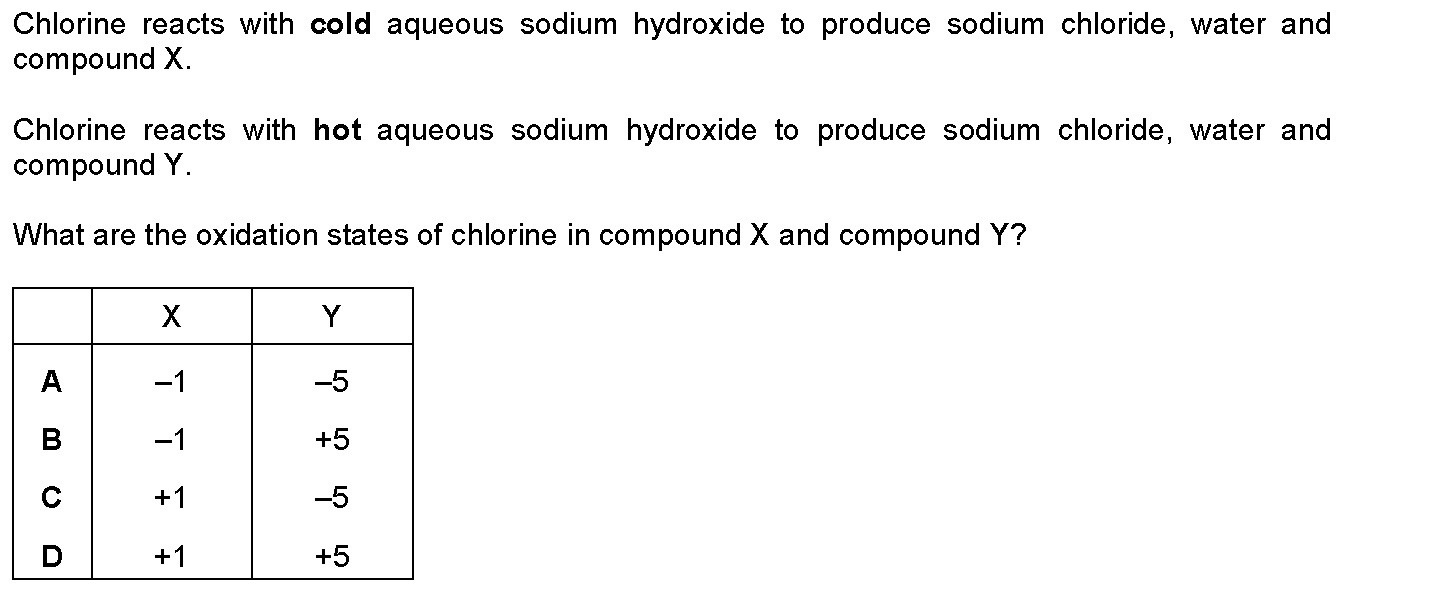 Chlorine reacts with cold aqueous sodium hydroxide to produce sodium chloride, water and
compound X.
Chlorine reacts with hot aqueous sodium hydroxide to produce sodium chloride, water and
compound Y.
What are the oxidation states of chlorine in compound X and compound Y?
X Y
A –1 –5
B –1 +5
C +1 –5
D +1 +5